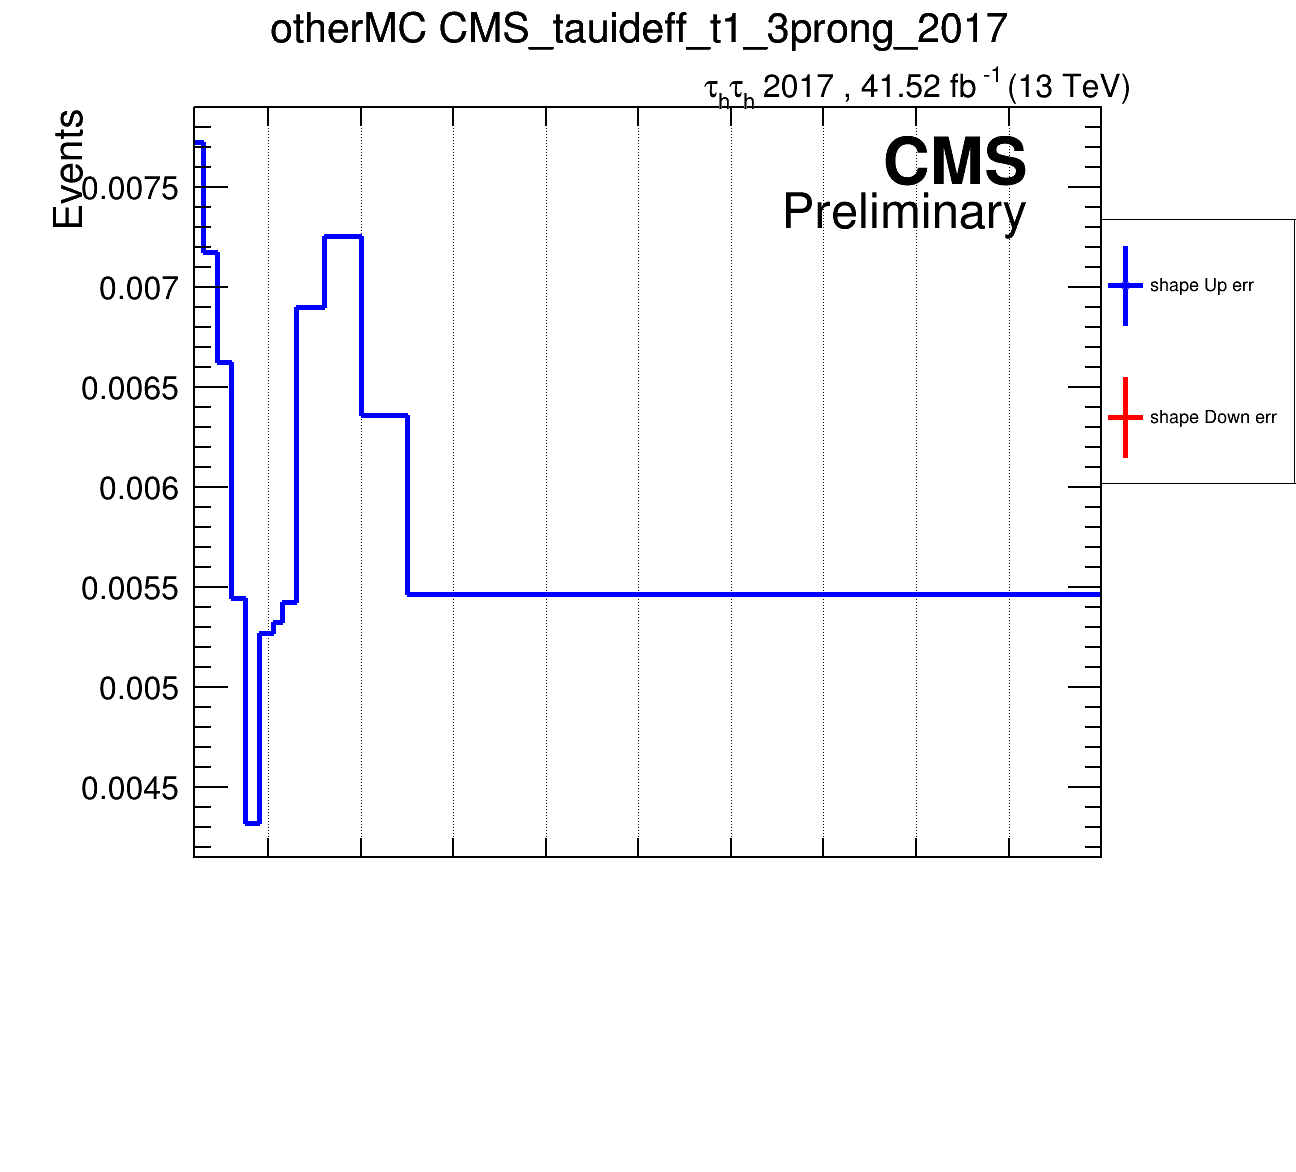 otherMC CMS_tauideff_t1_3prong_2017
τhτh 2017 , 41.52 fb -1 (13 TeV)
Events
CMS
Preliminary
0.0075
0.007
0.0065
0.006
0.0055
0.005
0.0045
shape Up err
shape Down err